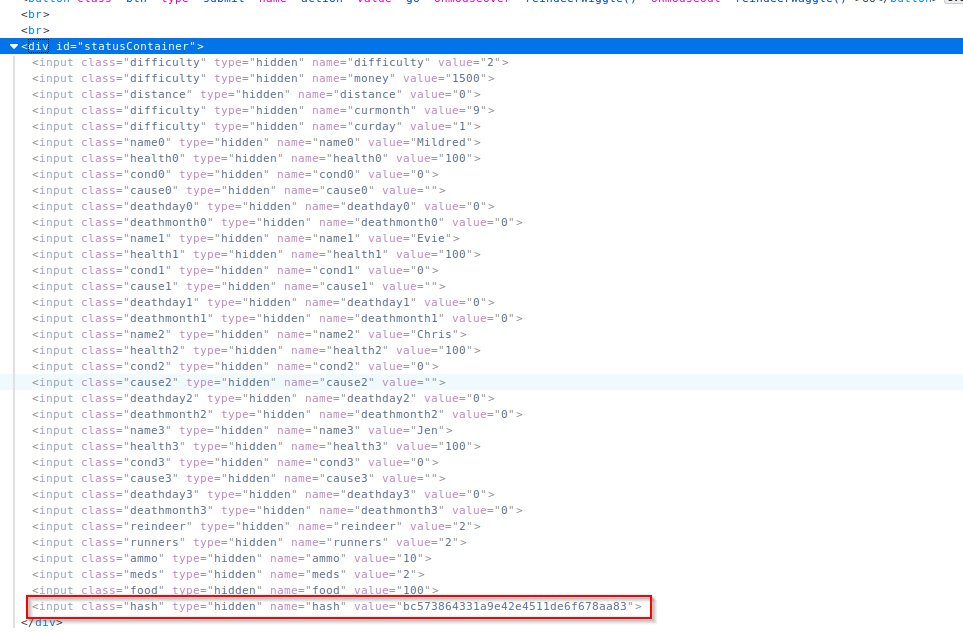 <br>
<br>
<div id="statusContainer">
<input class="difficulty" type="hidden" name="difficulty" value="2">
<input class="difficulty" type="hidden" name="money" value="1500">
<input class="distance" type="hidden" name="distance" value="0">
<input class="difficulty" type="hidden" name="curmonth" value="9">
<input class="difficulty" type="hidden" name="curday" value="1">
<input class="name0" type="hidden" name="name0" value="Mildred">
<input class="health0" type="hidden" name="health0" value="100">
<input class="cond0" type="hidden" name="cond0" value="0">
<input class="cause0" type="hidden" name="cause0" value="">
<input class="deathday0" type="hidden" name="deathday0" value="0">
<input class="deathmonth0" type="hidden" name="deathmonth0" value="0">
<input class="name1" type="hidden" name="name1" value="Evie">
<input class="health1" type="hidden" name="health1" value="100">
<input class="cond1" type="hidden" name="cond1" value="0">
<input class="cause1" type="hidden" name="cause1" value="">
<input class="deathday1" type="hidden" name="deathday1" value="0">
<input class="deathmonth1" type="hidden" name="deathmonth1" value="0">
<input class="name2" type="hidden" name="name2" value="Chris">
<input class="health2" type="hidden" name="health2" value="100">
<input class="cond2" type="hidden" name="cond2" value="0">
<input class="cause2" type="hidden" name="cause2" value="">
<input class="deathday2" type="hidden" name="deathday2" value="0">
<input class="deathmonth2" type="hidden" name="deathmonth2" value="0">
<input class="name3" type="hidden" name="name3" value="Jen">
<input class="health3" type="hidden" name="health3" value="100">
<input class="cond3" type="hidden" name="cond3" value="0">
<input class="cause3" type="hidden" name="cause3" value="">
<input class="deathday3" type="hidden" name="deathday3" value="0">
<input class="deathmonth3" type="hidden" name="deathmonth3" value="0">
<input class="reindeer" type="hidden" name="reindeer" value="2">
<input class="runners" type="hidden" name="runners" value="2">
<input class="ammo" type="hidden" name="ammo" value="10">
<input class="meds" type="hidden" name="meds" value="2">
<input class="food" type="hidden" name="food" value="100">
<input class="hash" type="hidden" name="hash" value="bc573864331a9e42e4511de6f678aa83">
</div>